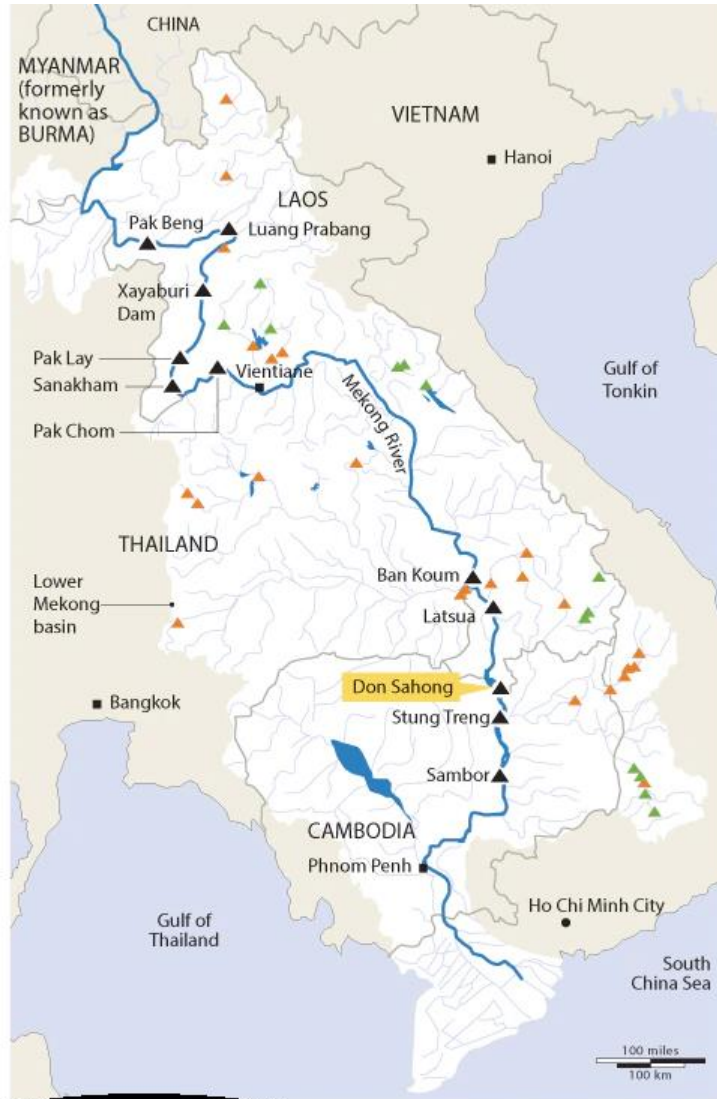 CHINA
MYANMAR
(formerly
known as
BURMA)
VIETNAM
Hanoi
LAOS
Pak Beng
Luang Prabang
Xayaburi
Dam
Pak Lay
Vientiane
Sanakham
Pak Chom
Mekong River
Gulf of
Tonkin
THAILAND
Ban Koum
Lower
Mekong
basin
Latsua
Don Sahong
Bangkok
Stung Treng
Sambor
CAMBODIA
Phnom Penh
Ho Chi Minh City
Gulf of
Thailand
South
China Sea
100 miles
100 km